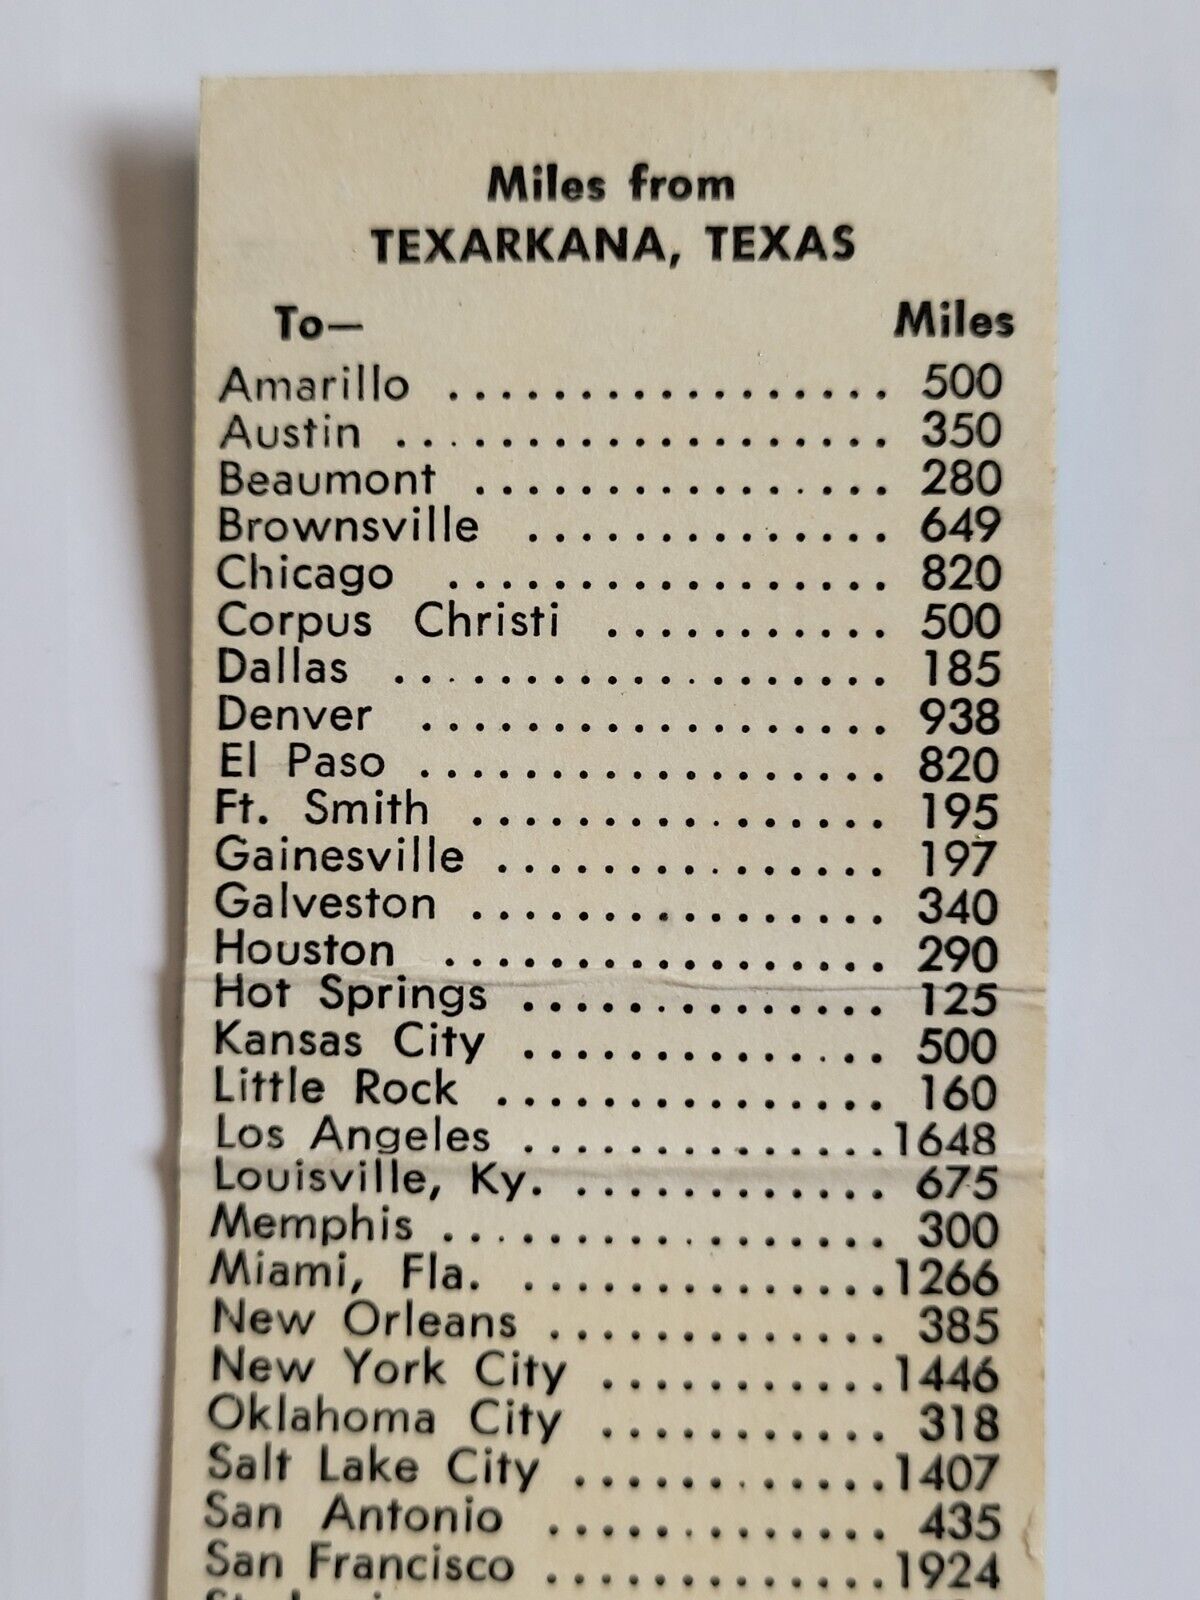 Miles from
TEXARKANA, TEXAS
To— Miles
Amarillo ................. 500
Austin ................... 350
Beaumont ................ 280
Brownsville .............. 649
Chicago ................. 820
Corpus Christi ........... 500
Dallas ................... 185
Denver .................. 938
El Paso .................. 820
Ft. Smith ................ 195
Gainesville ............... 197
Galveston ................ 340
Houston ................. 290
Hot Springs .............. 125
Kansas City .............. 500
Little Rock ............... 160
Los Angeles ..............1648
Louisville, Ky. ............ 675
Memphis ................. 300
Miami, Fla. ..............1266
New Orleans ............. 385
New York City ...........1446
Oklahoma City ........... 318
Salt Lake City ............1407
San Antonio ............. 435
San Francisco .............1924